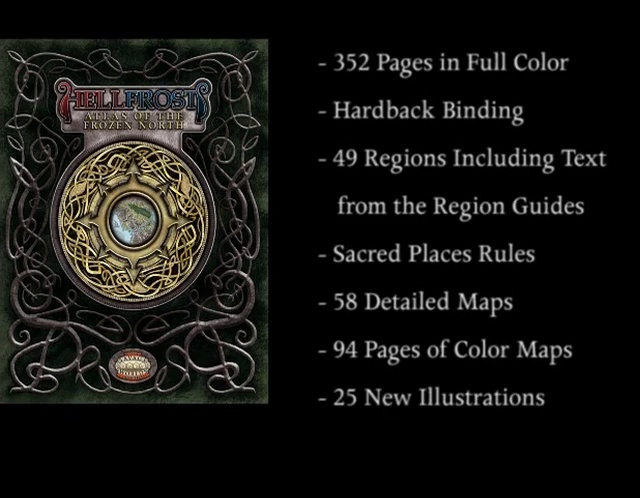 HELLFROST
ATLAS OF THE
FROZEN NORTH
- 352 Pages in Full Color
- Hardback Binding
- 49 Regions Including Text
from the Region Guides
- Sacred Places Rules
- 58 Detailed Maps
- 94 Pages of Color Maps
- 25 New Illustrations